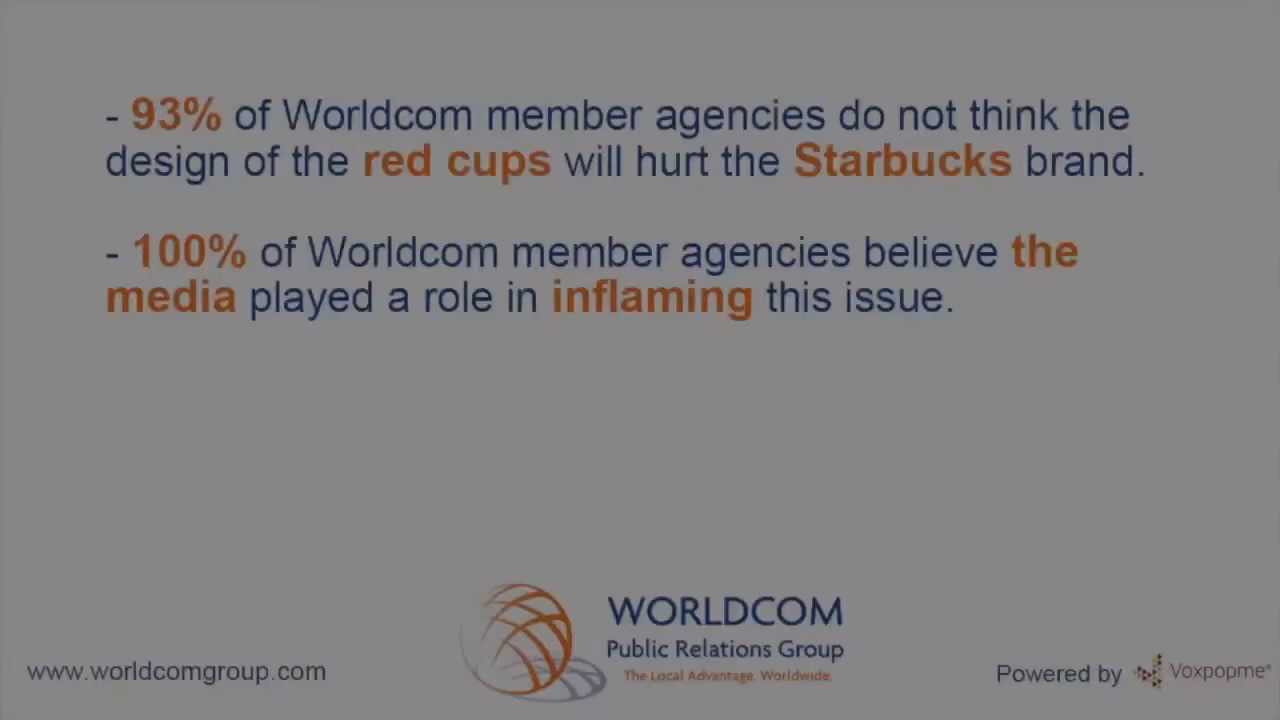 - 93% of Worldcom member agencies do not think the
design of the red cups will hurt the Starbucks brand.
- 100% of Worldcom member agencies believe the
media played a role in inflaming this issue.
WORLDCOM
Public Relations Group
The Local Advantage. Worldwide.
www.worldcomgroup.com
Powered by Voxpopme®